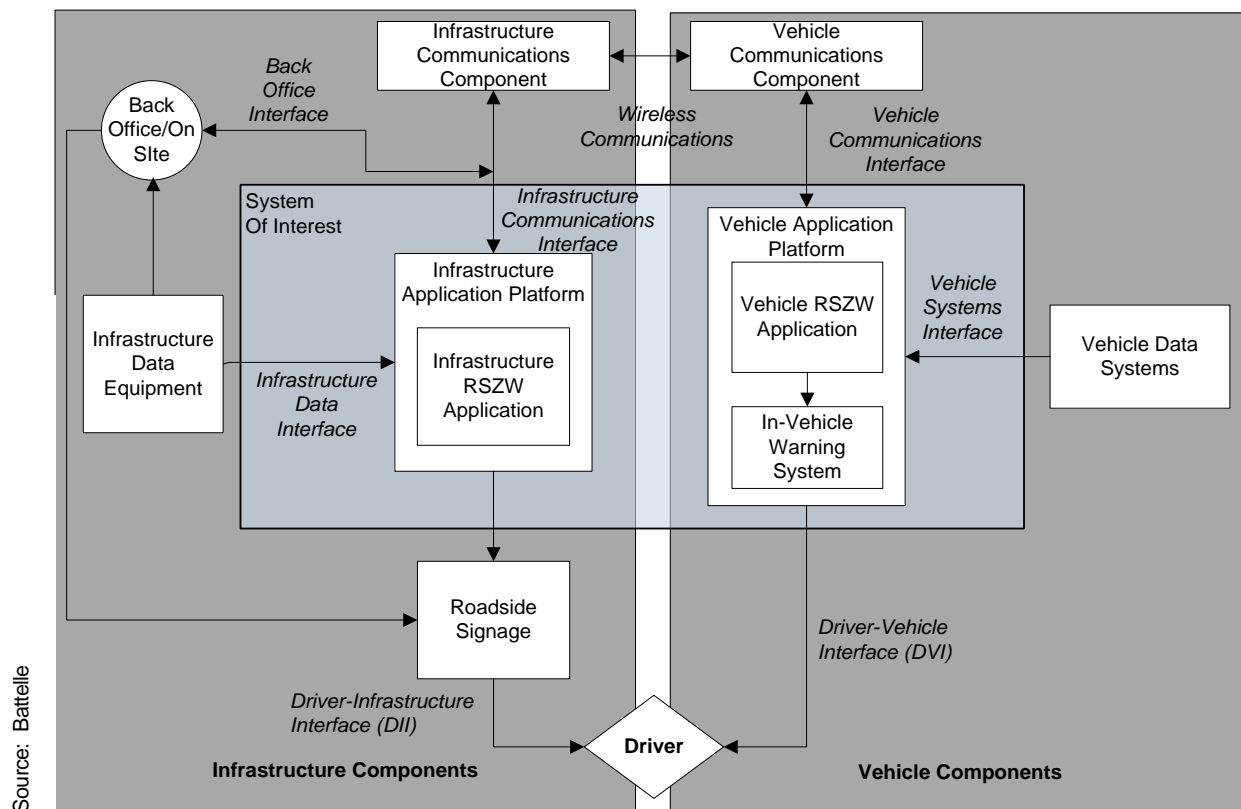 Infrastructure
Communications
Component
Vehicle
Communications
Component
Back
Office
Interface
Back
Office/On
SIte
Wireless
Communications
Vehicle
Communications
Interface
System
Of Interest
Infrastructure
Communications
Interface
Vehicle Application
Platform
Infrastructure
Application Platform
Vehicle RSZW
Application
Vehicle
Systems
Interface
Infrastructure
Data
Equipment
Infrastructure
RSZW
Application
Vehicle Data
Systems
Infrastructure
Data
Interface
In-Vehicle
Warning
System
Roadside
Signage
Driver-Vehicle
Interface (DVI)
Driver-Infrastructure
Interface (DII)
Driver
Infrastructure Components
Vehicle Components
Source: Battelle